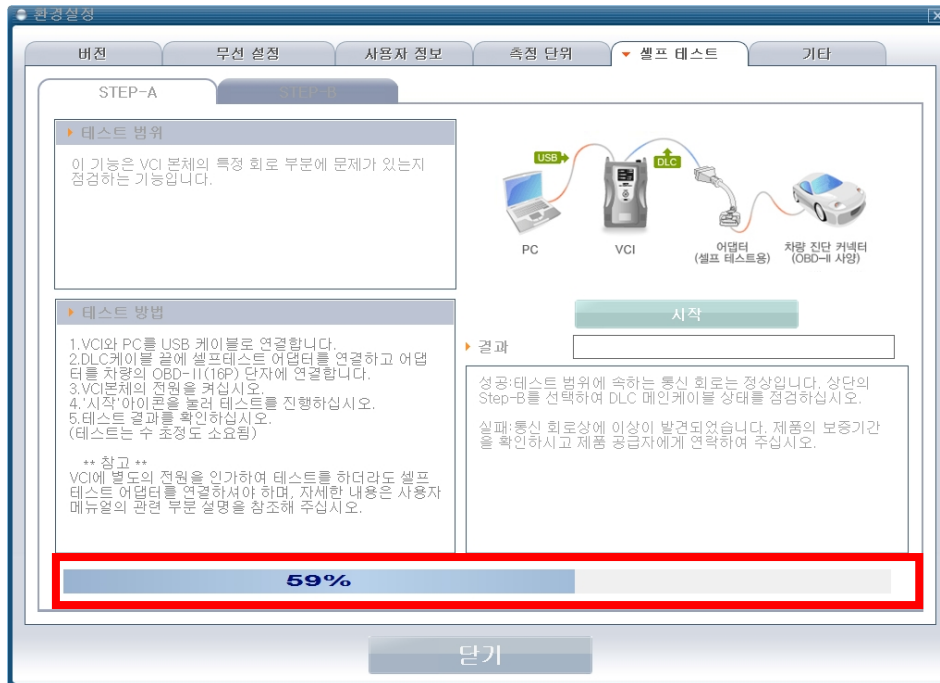 환경설정
버전
무선 설정
사용자 정보
측정 단위
셀프 테스트
기타
STEP-A
STEP-B
테스트 범위
이 기능은 VCI 본체의 특정 회로 부분에 문제가 있는지
점검하는 기능입니다.
USB
DLC
PC
VCI
어댑터
(셀프 테스트용)
차량 진단 커넥터
(OBD-II 사양)
테스트 방법
1.VCI와 PC를 USB 케이블로 연결합니다.
2.DLC케이블 끝에 셀프테스트 어댑터를 연결하고 어댑
터를 차량의 OBD-II(16P) 단자에 연결합니다.
3.VCI본체의 전원을 켜십시오.
4.'시작'아이콘을 눌러 테스트를 진행하십시오.
5.테스트 결과를 확인하십시오.
(테스트는 수 초정도 소요됨)
** 참고 **
VCI에 별도의 전원을 인가하여 테스트를 하더라도 셀프
테스트 어댑터를 연결하셔야 하며, 자세한 내용은 사용자
메뉴얼의 관련 부분 설명을 참조해 주십시오.
시작
결과
성공:테스트 범위에 속하는 통신 회로는 정상입니다. 상단의
Step-B를 선택하여 DLC 메인케이블 상태를 점검하십시오.
실패:통신 회로상에 이상이 발견되었습니다. 제품의 보증기간
을 확인하시고 제품 공급자에게 연락하여 주십시오.
59%
닫기